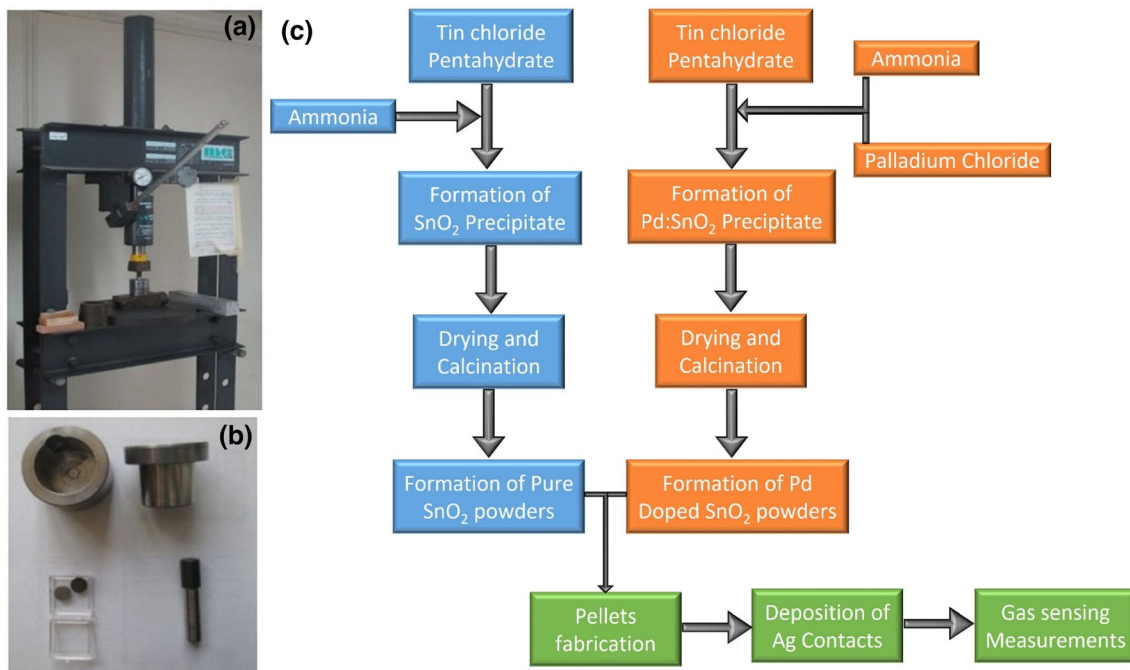 (a)
(b)
(c)
Tin chloride
Pentahydrate
Ammonia
Formation of
SnO₂ Precipitate
Drying and
Calcination
Formation of Pure
SnO₂ powders
Tin chloride
Pentahydrate
Ammonia
Palladium Chloride
Formation of
Pd:SnO₂ Precipitate
Drying and
Calcination
Formation of Pd
Doped SnO₂ powders
Pellets
fabrication
Deposition of
Ag Contacts
Gas sensing
Measurements